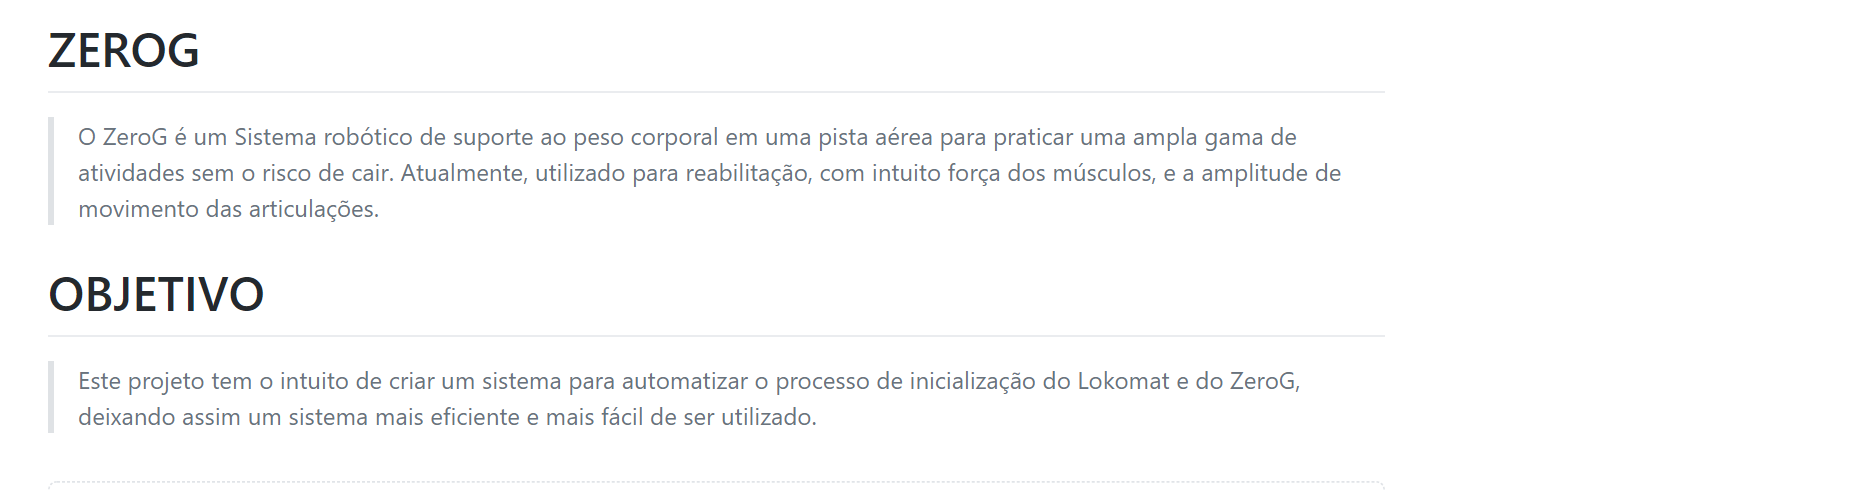 ZEROG
O ZeroG é um Sistema robótico de suporte ao peso corporal em uma pista aérea para praticar uma ampla gama de
atividades sem o risco de cair. Atualmente, utilizado para reabilitação, com intuito força dos músculos, e a amplitude de
movimento das articulações.
OBJETIVO
Este projeto tem o intuito de criar um sistema para automatizar o processo de inicialização do Lokomat e do ZeroG,
deixando assim um sistema mais eficiente e mais fácil de ser utilizado.